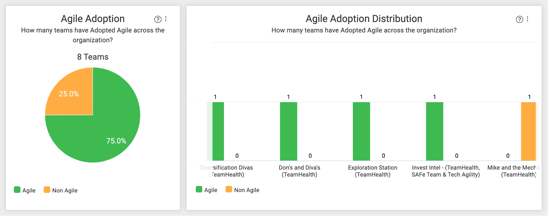 Agile Adoption
How many teams have Adopted Agile across the
organization?
8 Teams
25.0%
75.0%
Agile
Non Agile
Agile Adoption Distribution
How many teams have Adopted Agile across the organization?
1
0
1
0
1
0
1
0
0
1
ersification Divas
TeamHealth)
Don's and Diva's
(TeamHealth)
Exploration Station
(TeamHealth)
Invest Intel - (TeamHealth,
SAFe Team & Tech Agility)
Mike and the Mech
(TeamHealth)
Agile
Non Agile